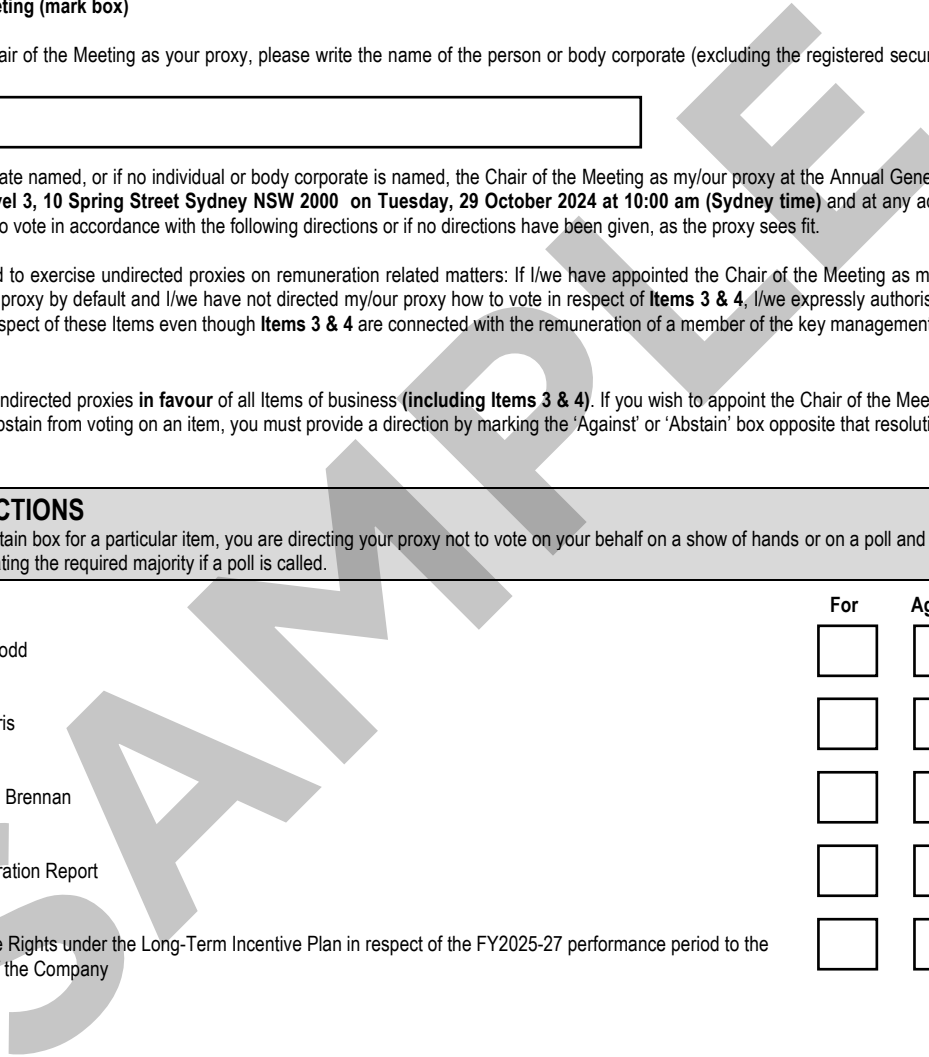 eting (mark box)
air of the Meeting as your proxy, please write the name of the person or body corporate (excluding the registered secur
ate named, or if no individual or body corporate is named, the Chair of the Meeting as my/our proxy at the Annual Gene
vel 3, 10 Spring Street Sydney NSW 2000 on Tuesday, 29 October 2024 at 10:00 am (Sydney time) and at any ad
o vote in accordance with the following directions or if no directions have been given, as the proxy sees fit.
d to exercise undirected proxies on remuneration related matters: If I/we have appointed the Chair of the Meeting as m
proxy by default and I/we have not directed my/our proxy how to vote in respect of Items 3 & 4, I/we expressly authoris
spect of these Items even though Items 3 & 4 are connected with the remuneration of a member of the key management
ndirected proxies in favour of all Items of business (including Items 3 & 4). If you wish to appoint the Chair of the Mee
bstain from voting on an item, you must provide a direction by marking the 'Against' or 'Abstain' box opposite that resoluti
CTIONS
tain box for a particular item, you are directing your proxy not to vote on your behalf on a show of hands or on a poll and
ating the required majority if a poll is called.
For Ag
odd
ris
Brennan
ration Report
e Rights under the Long-Term Incentive Plan in respect of the FY2025-27 performance period to the
f the Company
SAMPLE